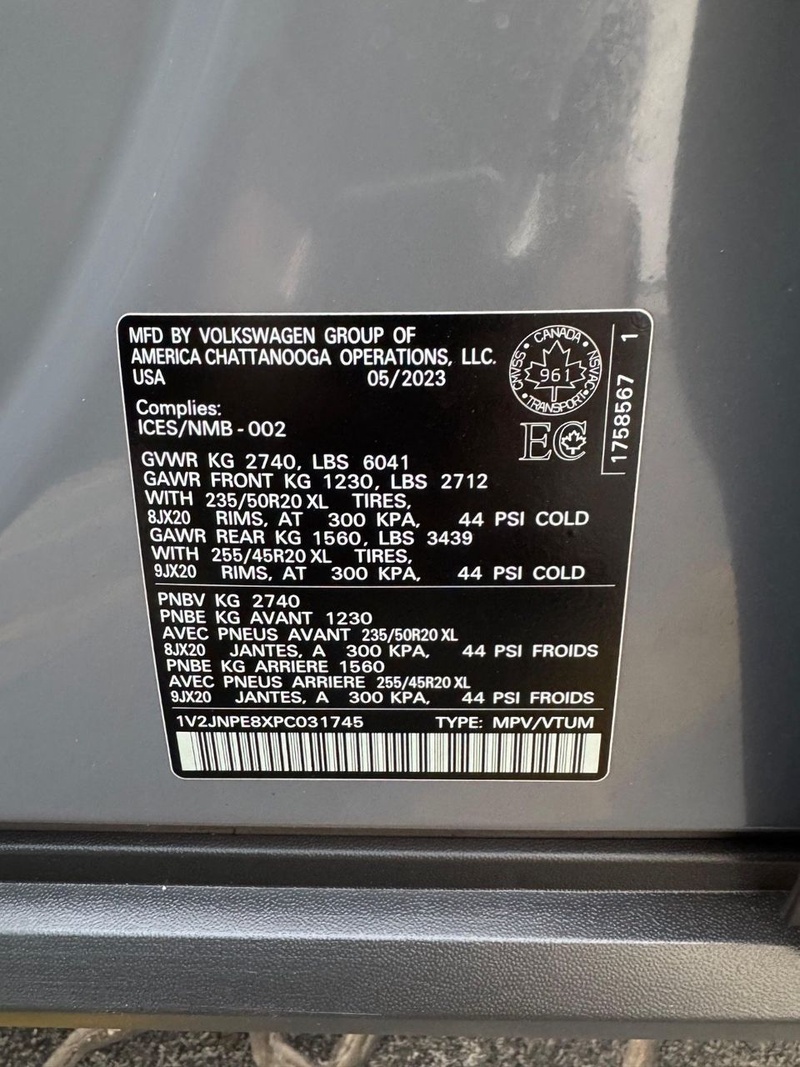 MFD BY VOLKSWAGEN GROUP OF
AMERICA CHATTANOOGA OPERATIONS, LLC.
USA 05/2023
CANADA
CMVSS 961 NSVAC
TRANSPORT
1758567 1
Complies:
ICES/NMB-002
EC
GVWR KG 2740, LBS 6041
GAWR FRONT KG 1230, LBS 2712
WITH 235/50R20 XL TIRES,
8JX20 RIMS, AT 300 KPA, 44 PSI COLD
GAWR REAR KG 1560, LBS 3439
WITH 255/45R20 XL TIRES,
9JX20 RIMS, AT 300 KPA, 44 PSI COLD
PNBV KG 2740
PNBE KG AVANT 1230
AVEC PNEUS AVANT 235/50R20 XL
8JX20 JANTES, A 300 KPA, 44 PSI FROIDS
PNBE KG ARRIERE 1560
AVEC PNEUS ARRIERE 255/45R20 XL
9JX20 JANTES, A 300 KPA, 44 PSI FROIDS
1V2JNPE8XPC031745 TYPE: MPV/VTUM